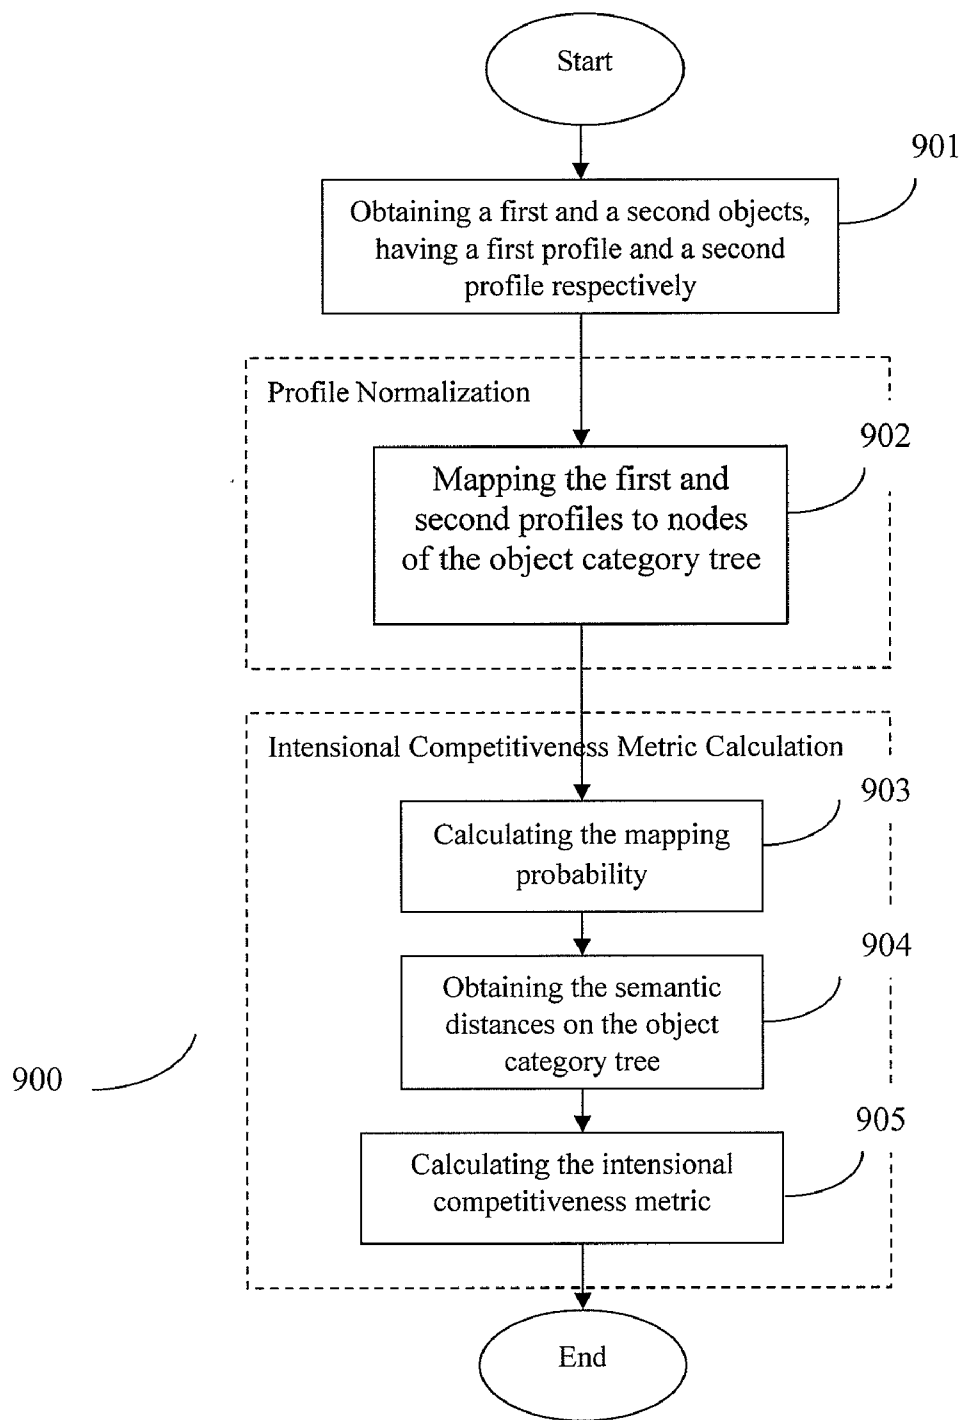 Start
901
Obtaining a first and a second objects,
having a first profile and a second
profile respectively
Profile Normalization
902
Mapping the first and
second profiles to nodes
of the object category tree
Intensional Competitiveness Metric Calculation
903
Calculating the mapping
probability
904
Obtaining the semantic
distances on the object
category tree
900
905
Calculating the intensional
competitiveness metric
End